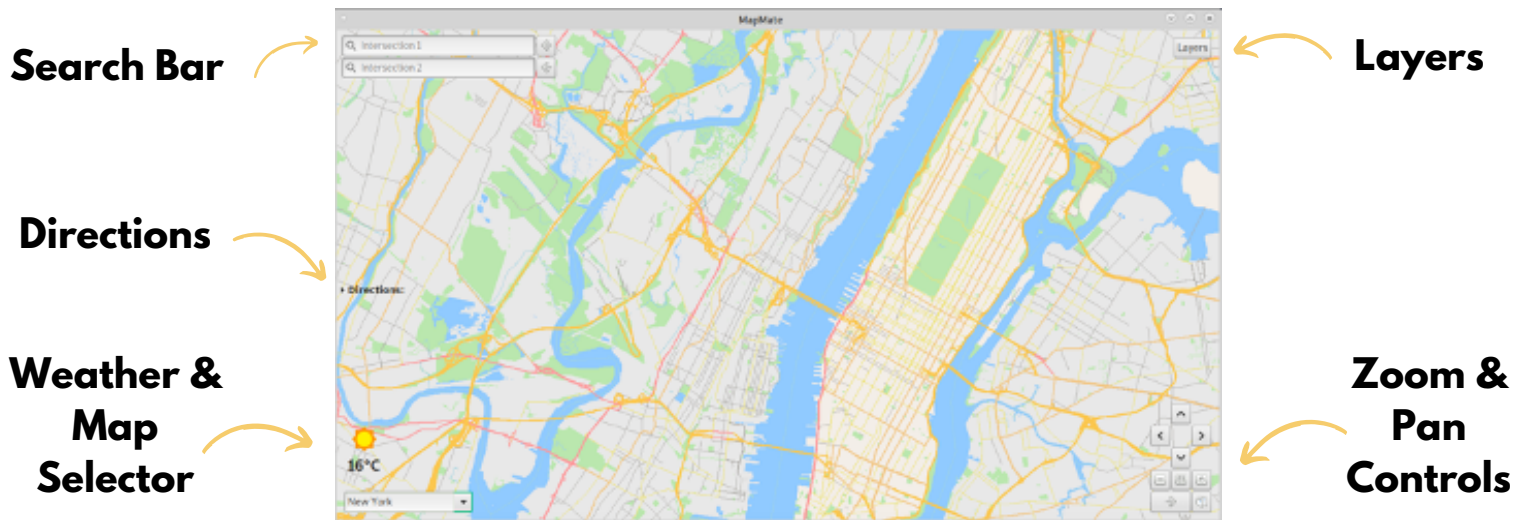 MapMate
Search Bar
Intersection 1
Intersection 2
Layers
Layers
Directions
Directions:
Weather &
Map
Selector
16°C
New York
Zoom &
Pan
Controls